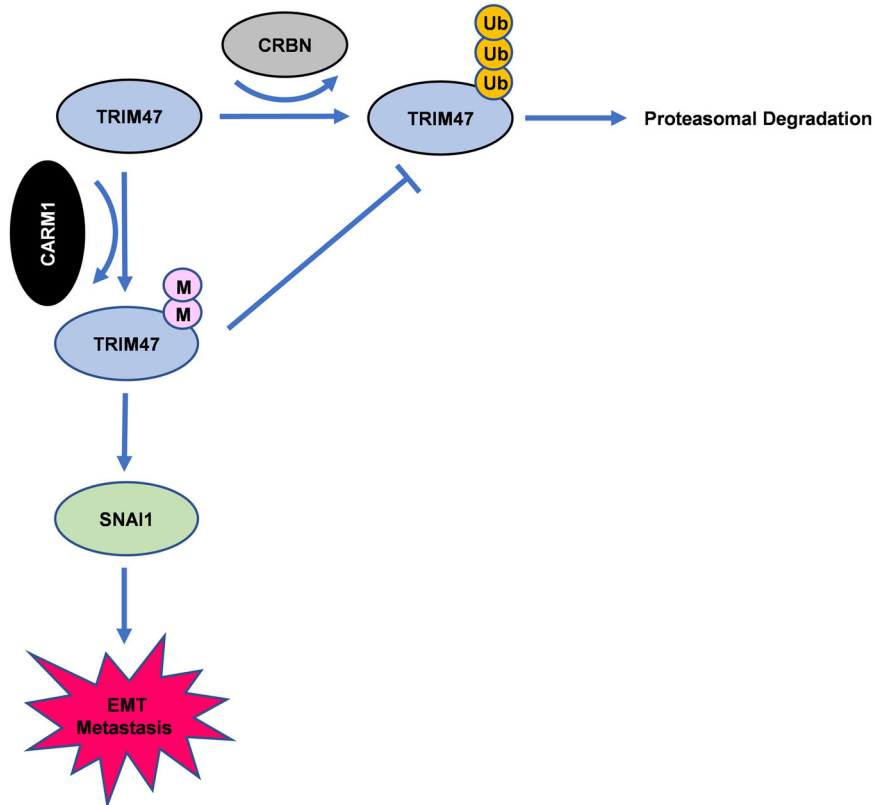 CRBN
Ub
Ub
Ub
TRIM47
TRIM47
Proteasomal Degradation
CARM1
M
M
TRIM47
SNAI1
EMT
Metastasis